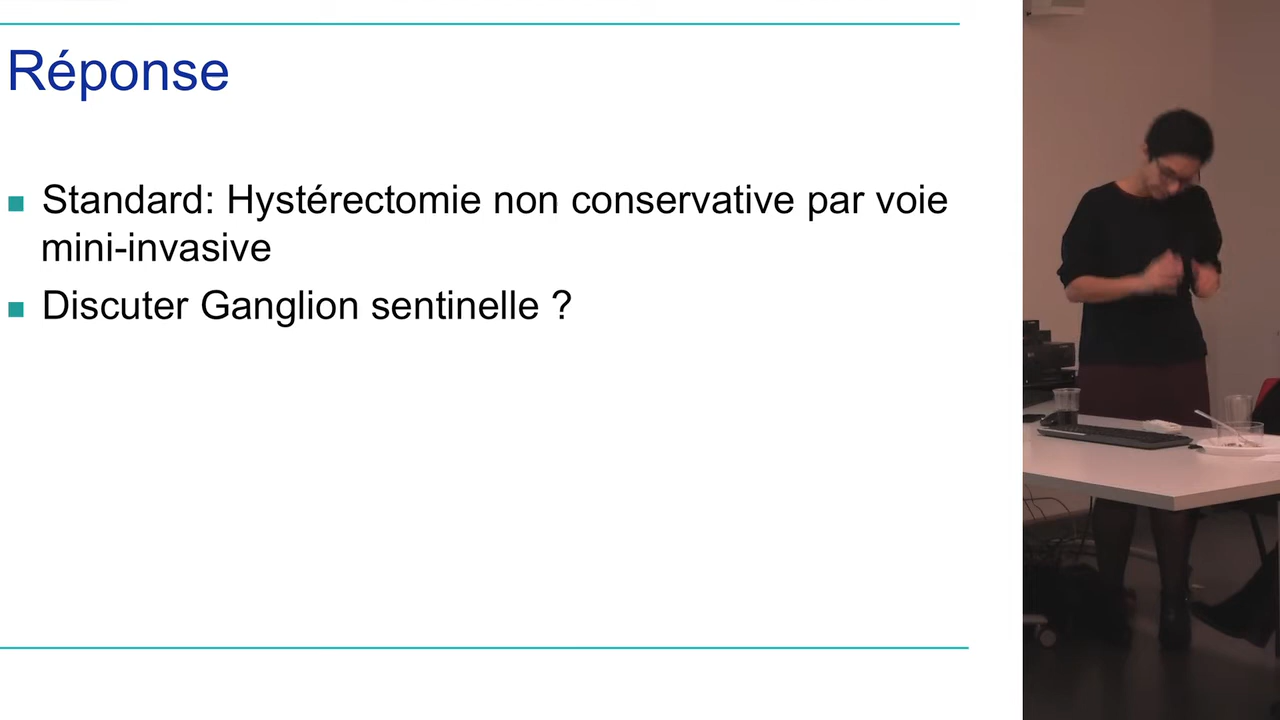 Réponse
Standard: Hystérectomie non conservative par voie
mini-invasive
Discuter Ganglion sentinelle ?